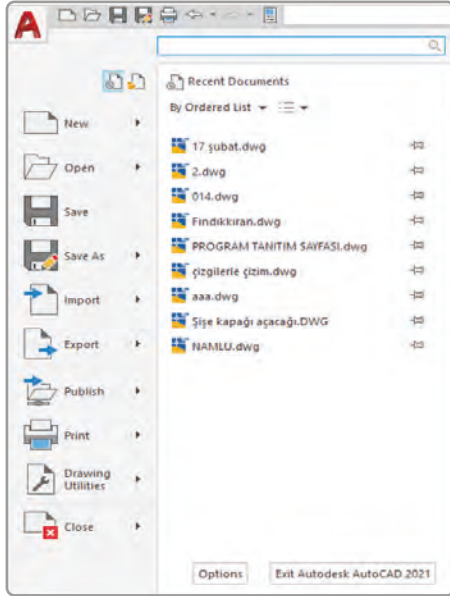 A
Recent Documents
By Ordered List
New
Open
Save
Save As
Import
Export
Publish
Print
Drawing
Utilities
Close
17 şubat.dwg
2.dwg
014.dwg
Fındıkkıran.dwg
PROGRAM TANITIM SAYFASI.dwg
çizgilerle çizim.dwg
aaa.dwg
Şişe kapağı açacağı.DWG
NAMLU.dwg
Options
Exit Autodesk AutoCAD 2021